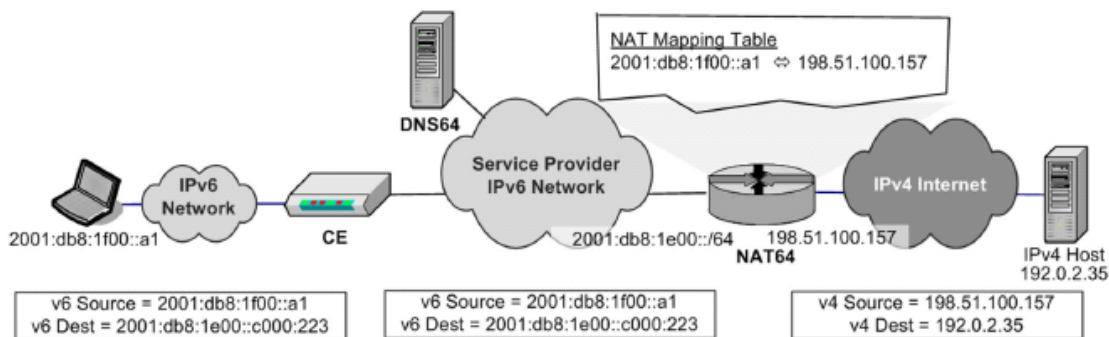 NAT Mapping Table
2001:db8:1f00::a1 ⇔ 198.51.100.157
DNS64
Service Provider
IPv6 Network
IPv6
Network
IPv4 Internet
2001:db8:1f00::a1
CE
2001:db8:1e00::/64
198.51.100.157
NAT64
IPv4 Host
192.0.2.35
v6 Source = 2001:db8:1f00::a1
v6 Dest = 2001:db8:1e00::c000:223
v6 Source = 2001:db8:1f00::a1
v6 Dest = 2001:db8:1e00::c000:223
v4 Source = 198.51.100.157
v4 Dest = 192.0.2.35